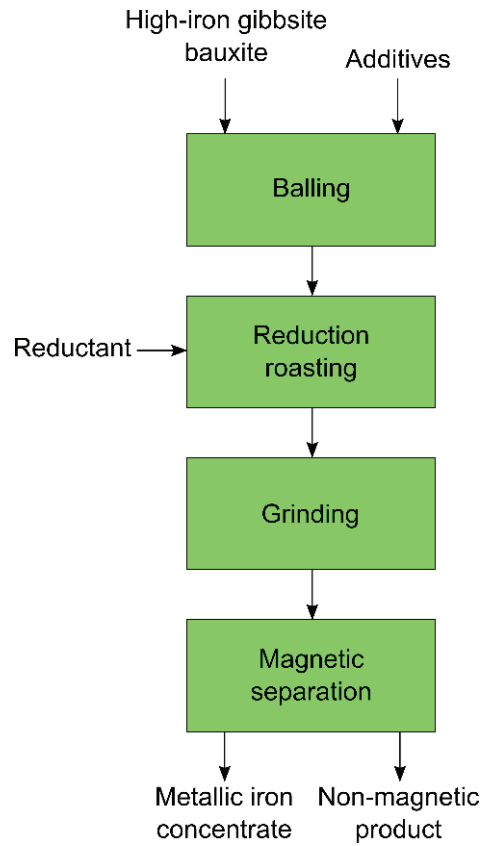 High-iron gibbsite
bauxite
Additives
Balling
Reductant
Reduction
roasting
Grinding
Magnetic
separation
Metallic iron
concentrate
Non-magnetic
product